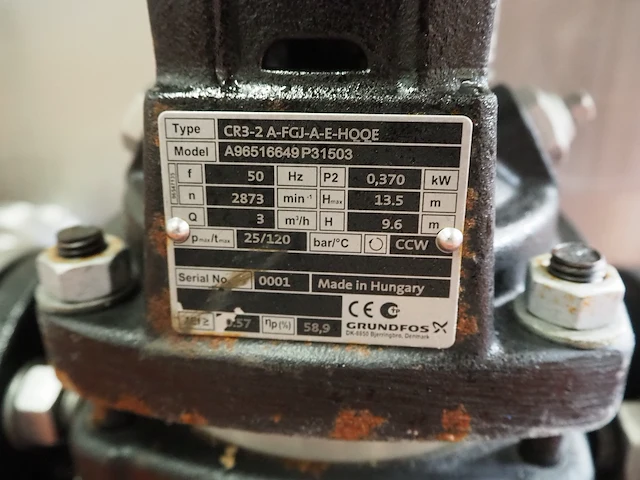 Type CR3-2 A-FGJ-A-E-HQQE
Model A96516649 P31503
f 50 Hz P2 0,370 kW
n 2873 min⁻¹ Hmax 13.5 m
Q 3 m³/h H 9.6 m
pmax/tmax 25/120 bar/°C CCW
Serial No. 0001 Made in Hungary
CE
MEI ≥ 0.57 ηp(%) 58,9 GRUNDFOS
DK-8850 Bjerringbro, Denmark